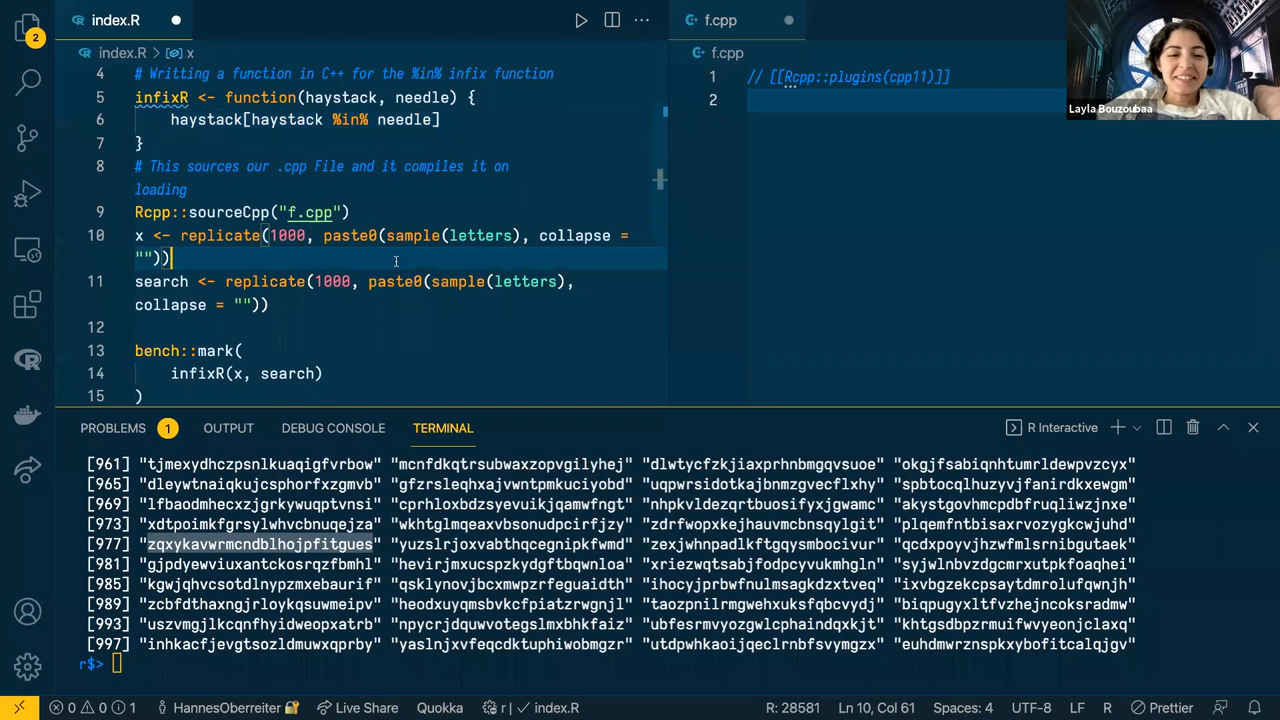 index.R
f.cpp
2
index.R > x
f.cpp
4 # Writting a function in C++ for the %in% infix function
5 infixR <- function(haystack, needle) {
6 haystack[haystack %in% needle]
7 }
8 # This sources our .cpp File and it compiles it on
loading
9 Rcpp::sourceCpp("f.cpp")
10 x <- replicate(1000, paste0(sample(letters), collapse =
""))
11 search <- replicate(1000, paste0(sample(letters),
collapse = ""))
12
13 bench::mark(
14 infixR(x, search)
15 )
1 // [[Rcpp::plugins(cpp11)]]
2
Layla Bouzoubaa
PROBLEMS 1 OUTPUT DEBUG CONSOLE TERMINAL R Interactive
[961] "tjmexydhczpsnlkuaqigfvrbow" "mcnfdkqtrsubwaxzopvgilyhej" "dlwtycfzkjiaxprhnbmgqvsuoe" "okgjfsabiqnhtumrldewpvzcyx"
[965] "dleywtnaiqkujcsphorfxzgmvb" "gfzrsleqhxajvwntpmkuciyobd" "uqpwrsidotkajbnmzgvecflxhy" "spbtocqlhuzyvjfanirdkxewgm"
[969] "lfbaodmhecxzjgrkywuqptvnsi" "cprhloxbdzsyevuikjqamwfngt" "nhpkvldezqrtbuosifyxjgwamc" "akystgovhmcdpbfruqliwzjnxe"
[973] "xdtpoimkfgrsylwhvcbnuqejza" "wkhtglmqeaxvbsonudpcirfjzy" "zdrfwopxkejhauvmcbnsqylgit" "plqemfntbisaxrvozygkcwjuhd"
[977] "zqxykavwrmcndblhojpfitgues" "yuzslrjoxvabthqcegnipkfwmd" "zexjwhnpadlkftgqysmbocivur" "qcdxpoyvjhzwfmlsrnibgutaek"
[981] "gjpdyewviuxantckosrqzfbmhl" "hevirjmxucspzkydgftbqwnloa" "xriezwqtsabjfodpcyvukmhgln" "syjwlnbvzdgcmrxutpkfoaqhei"
[985] "kgwjqhvcsotdlnypzmxebaurif" "qsklynovjbcxmwpzrfeguaidth" "ihocyjprbwfnulmsagkdzxtveq" "ixvbgzekcpsaytdmrolufqwnjh"
[989] "zcbfdthaxngjrloykqsuwmeipv" "heodxuyqmsbvkcfpiatzrwgnjl" "taozpnilrmgwehxuksfqbcvydj" "biqpugyxltfvzhejncoksradmw"
[993] "uszvmgjlkcqnfhyidweopxatrb" "npycrjdquwvotegslmxbhkfaiz" "ubfesrmvyozgwlcphaindqxkjt" "khtgsdbpzrmuifwvyeonjclaxq"
[997] "inhkacfjevgtsozldmuwxqprby" "yaslnjxvfeqcdktuphiwobmgzr" "utdpwhkaoijqeclrnbfsvymgzx" "euhdmwrznspkxybofitcalqjgv"
r$>
0 0 1 HannesOberreiter Live Share Quokka r | index.R R: 28581 Ln 10, Col 61 Spaces: 4 UTF-8 LF R Prettier